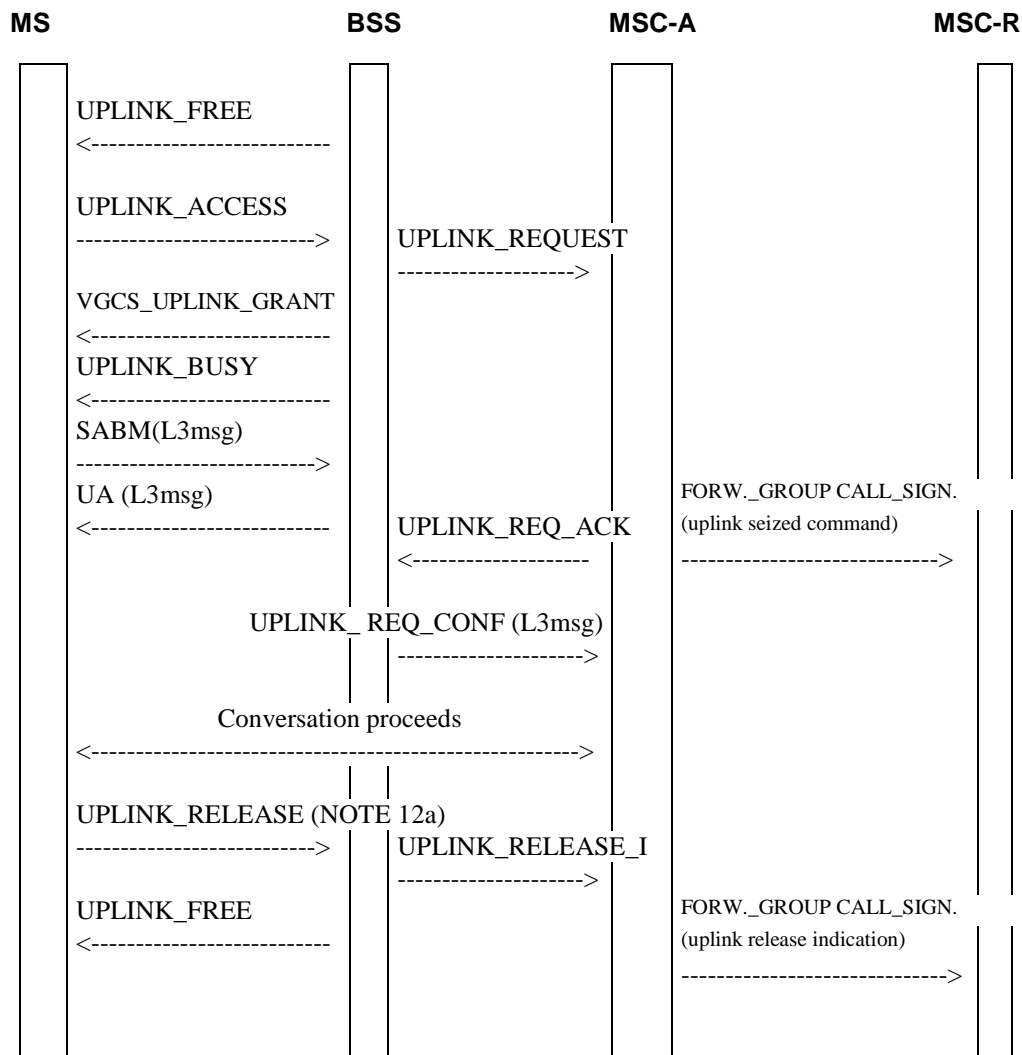 MS BSS MSC-A MSC-R
UPLINK_FREE
<---------------------------
UPLINK_ACCESS
---------------------------> UPLINK_REQUEST
-------------------->
VGCS_UPLINK_GRANT
<---------------------------
UPLINK_BUSY
<---------------------------
SABM(L3msg)
--------------------------->
UA (L3msg) FORW._GROUP CALL_SIGN.
<--------------------------- UPLINK_REQ_ACK (uplink seized command)
<-------------------- ----------------------------->
UPLINK_ REQ_CONF (L3msg)
--------------------->
Conversation proceeds
<------------------------------------------------------->
UPLINK_RELEASE (NOTE 12a)
---------------------------> UPLINK_RELEASE_I
--------------------->
UPLINK_FREE FORW._GROUP CALL_SIGN.
<--------------------------- (uplink release indication)
------------------------------>